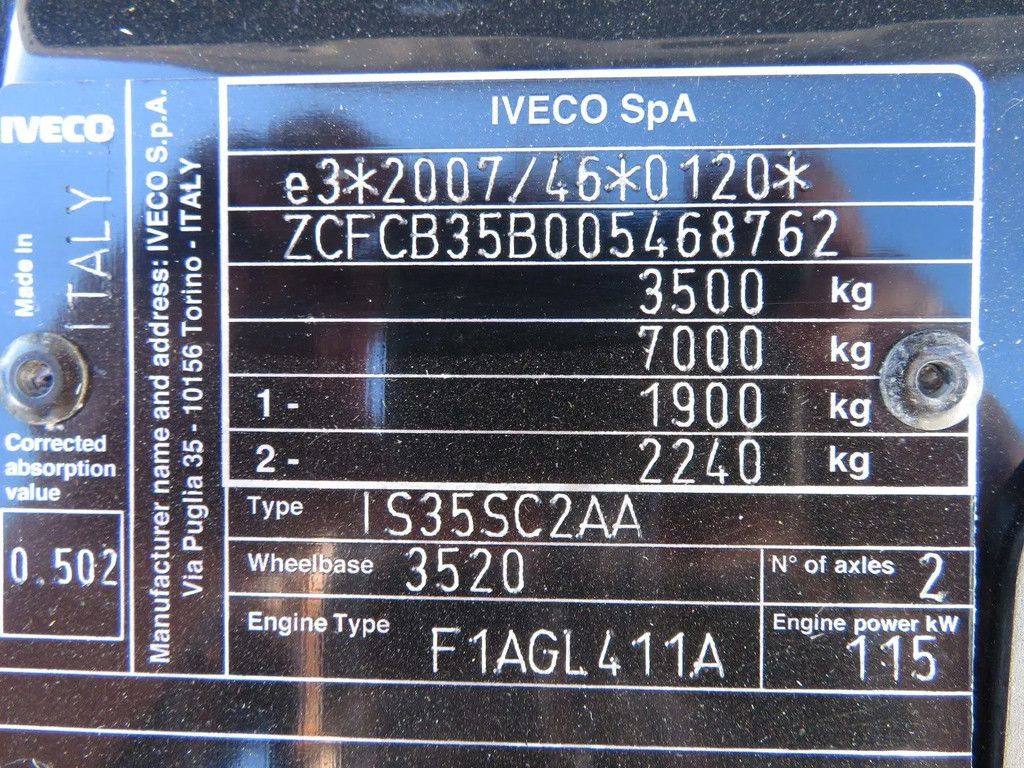 IVECO
Made in
ITALY
Corrected
absorption
value
0.502
Manufacturer name and address: IVECO S.p.A.
Via Puglia 35 - 10156 Torino - ITALY
IVECO SpA
e3*2007/46*0120*
ZCFCB35B005468762
3500 kg
7000 kg
1 - 1900 kg
2 - 2240 kg
Type IS35SC2AA
Wheelbase 3520 N° of axles 2
Engine Type F1AGL411A Engine power kW 115